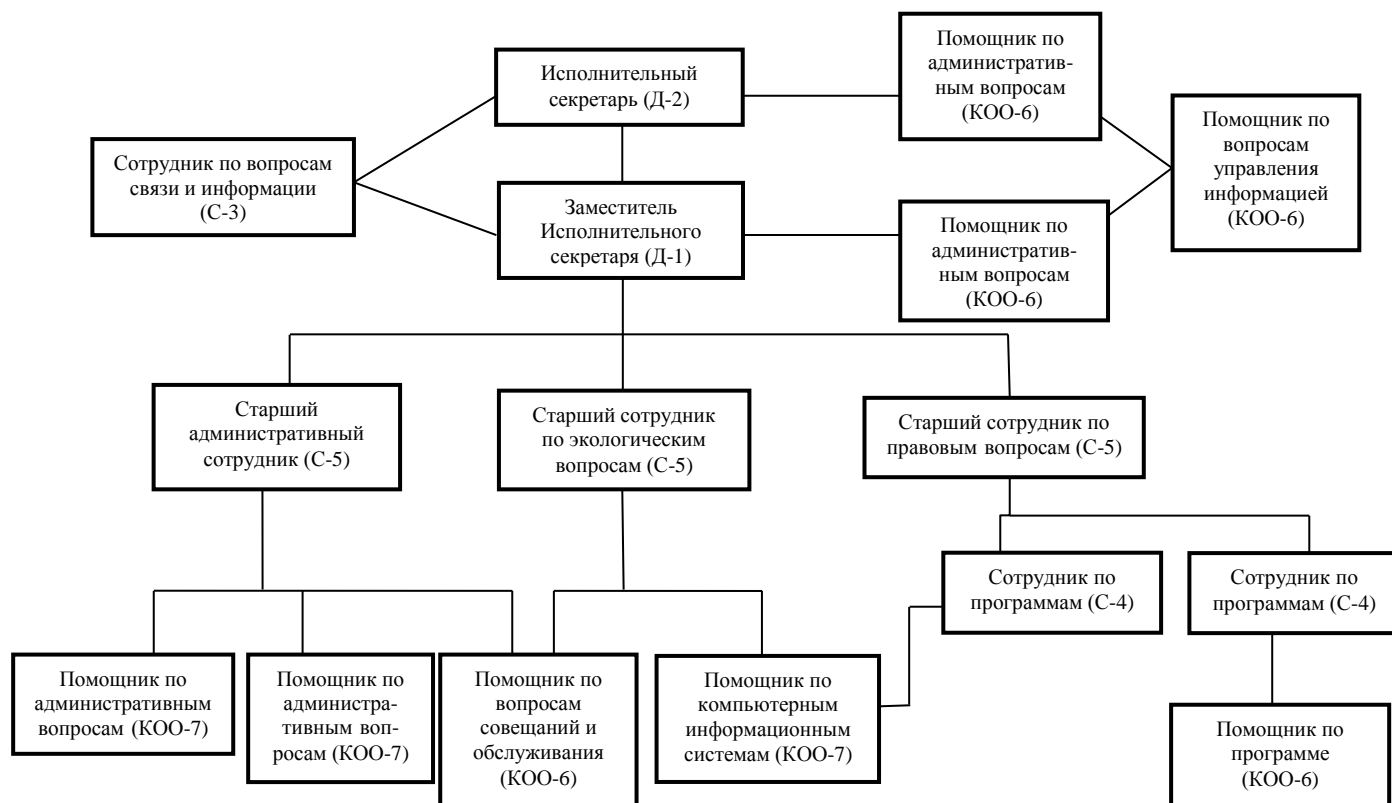 Исполнительный
секретарь (Д-2)
Помощник по
административ-
ным вопросам
(КОО-6)
Сотрудник по вопросам
связи и информации
(С-3)
Помощник по
вопросам
управления
информацией
(КОО-6)
Заместитель
Исполнительного
секретаря (Д-1)
Помощник по
административ-
ным вопросам
(КОО-6)
Старший
административный
сотрудник (С-5)
Старший сотрудник
по экологическим
вопросам (С-5)
Старший сотрудник по
правовым вопросам (С-5)
Сотрудник по
программам (С-4)
Сотрудник по
программам (С-4)
Помощник по
административным
вопросам (КОО-7)
Помощник по
администра-
тивным воп-
росам (КОО-7)
Помощник по
вопросам
совещаний и
обслуживания
(КОО-6)
Помощник по
компьютерным
информационным
системам (КОО-7)
Помощник по
программе
(КОО-6)